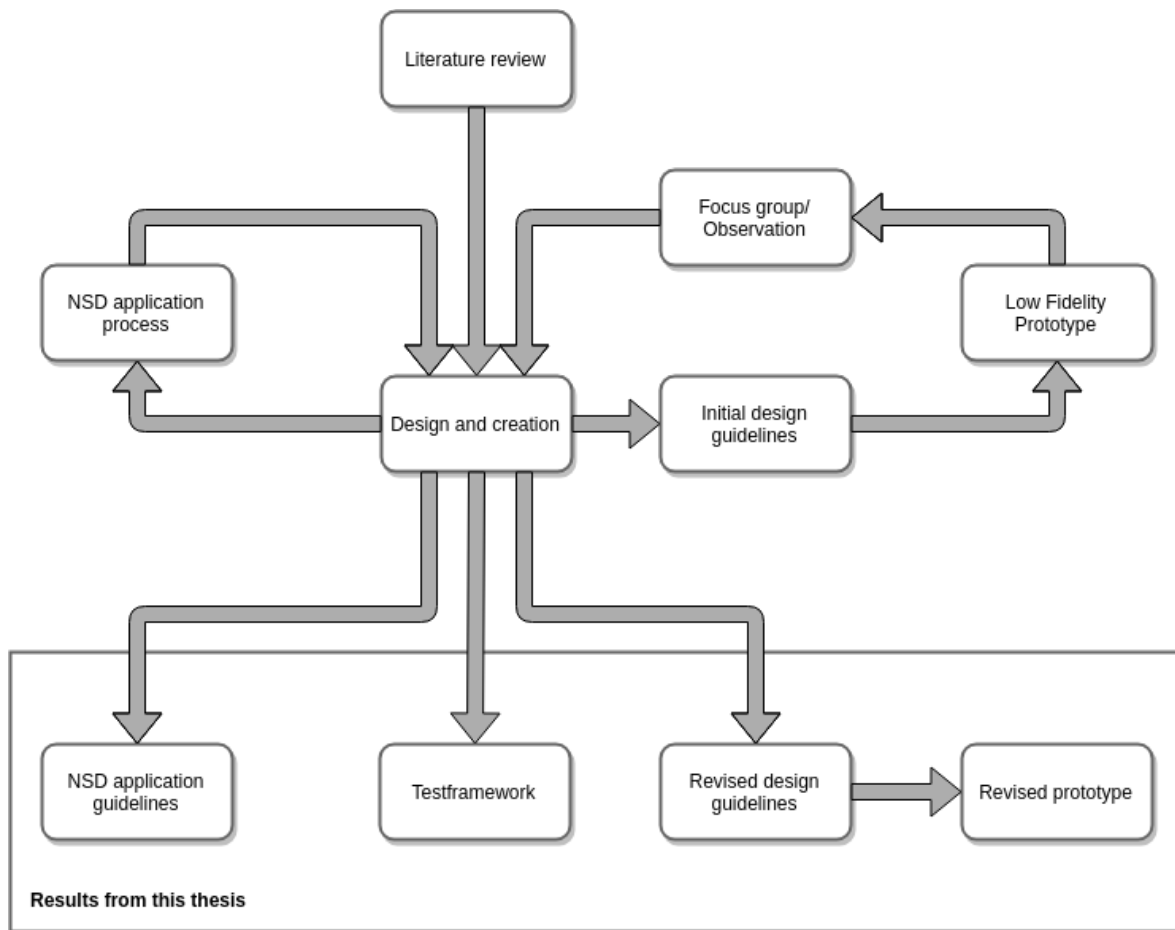 Literature review
Focus group/
Observation
NSD application
process
Low Fidelity
Prototype
Design and creation
Initial design
guidelines
NSD application
guidelines
Testframework
Revised design
guidelines
Revised prototype
Results from this thesis